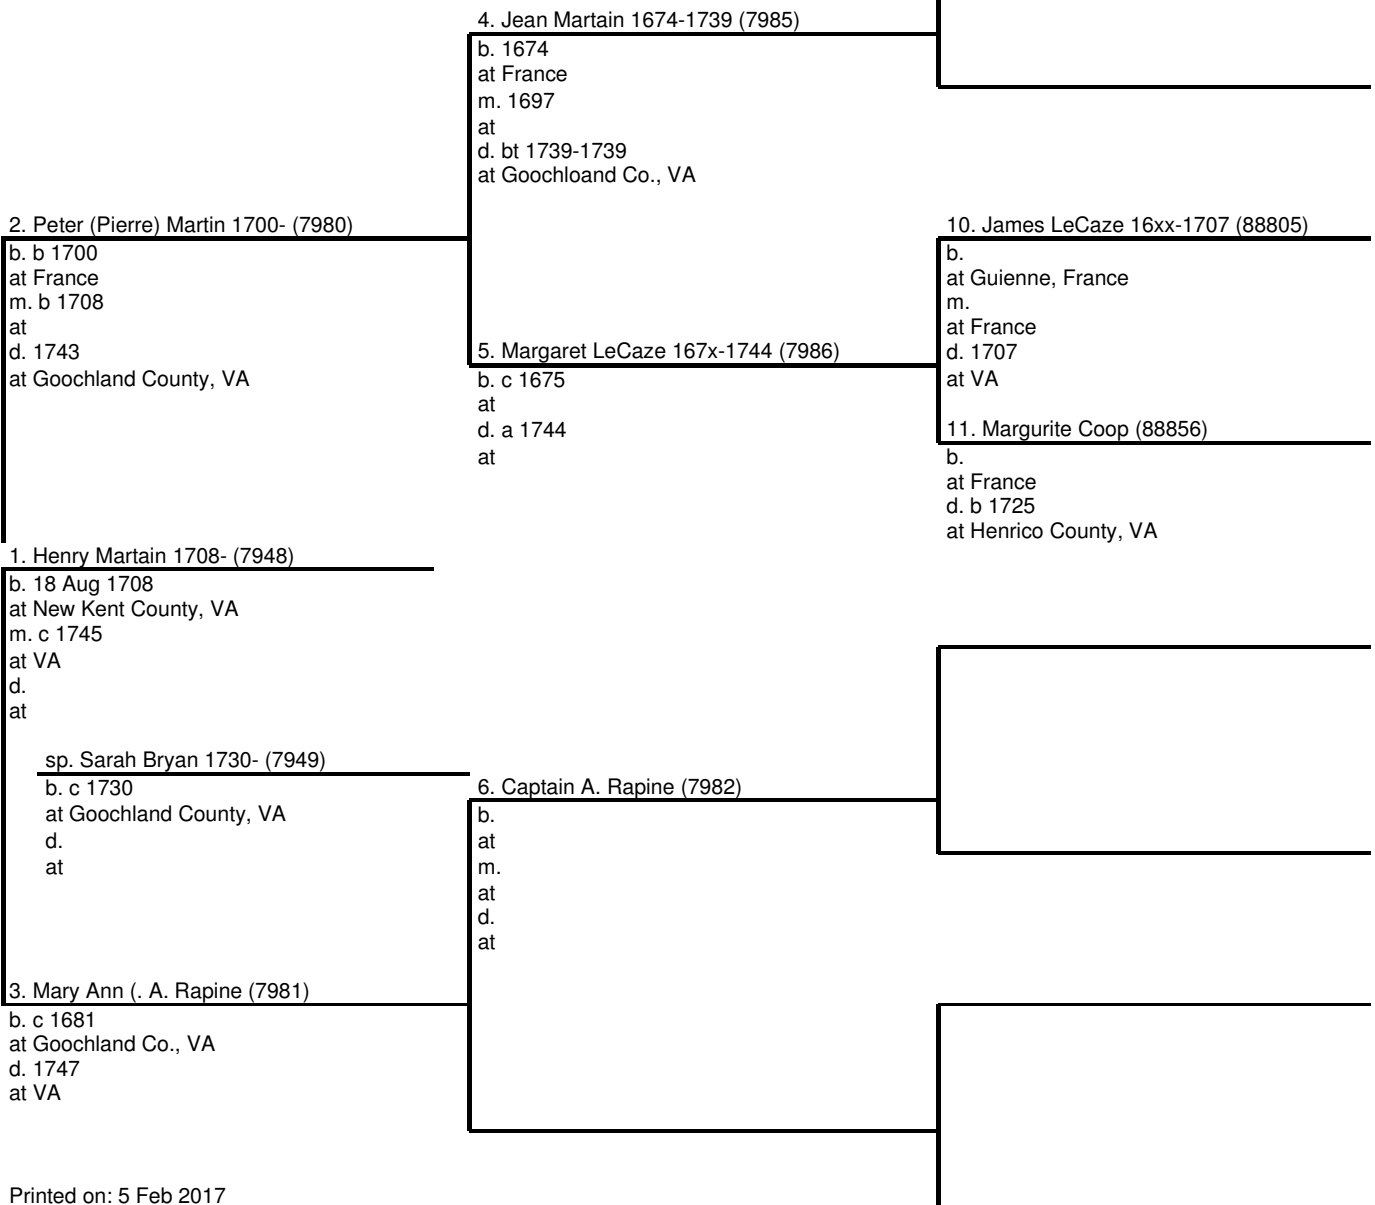 4. Jean Martain 1674-1739 (7985)
b. 1674
at France
m. 1697
at
d. bt 1739-1739
at Goochloand Co., VA
2. Peter (Pierre) Martin 1700- (7980)
b. b 1700
at France
m. b 1708
at
d. 1743
at Goochland County, VA
10. James LeCaze 16xx-1707 (88805)
b.
at Guienne, France
m.
at France
d. 1707
at VA
5. Margaret LeCaze 167x-1744 (7986)
b. c 1675
at
d. a 1744
at
11. Margurite Coop (88856)
b.
at France
d. b 1725
at Henrico County, VA
1. Henry Martain 1708- (7948)
b. 18 Aug 1708
at New Kent County, VA
m. c 1745
at VA
d.
at
sp. Sarah Bryan 1730- (7949)
b. c 1730
at Goochland County, VA
d.
at
6. Captain A. Rapine (7982)
b.
at
m.
at
d.
at
3. Mary Ann (. A. Rapine (7981)
b. c 1681
at Goochland Co., VA
d. 1747
at VA
Printed on: 5 Feb 2017